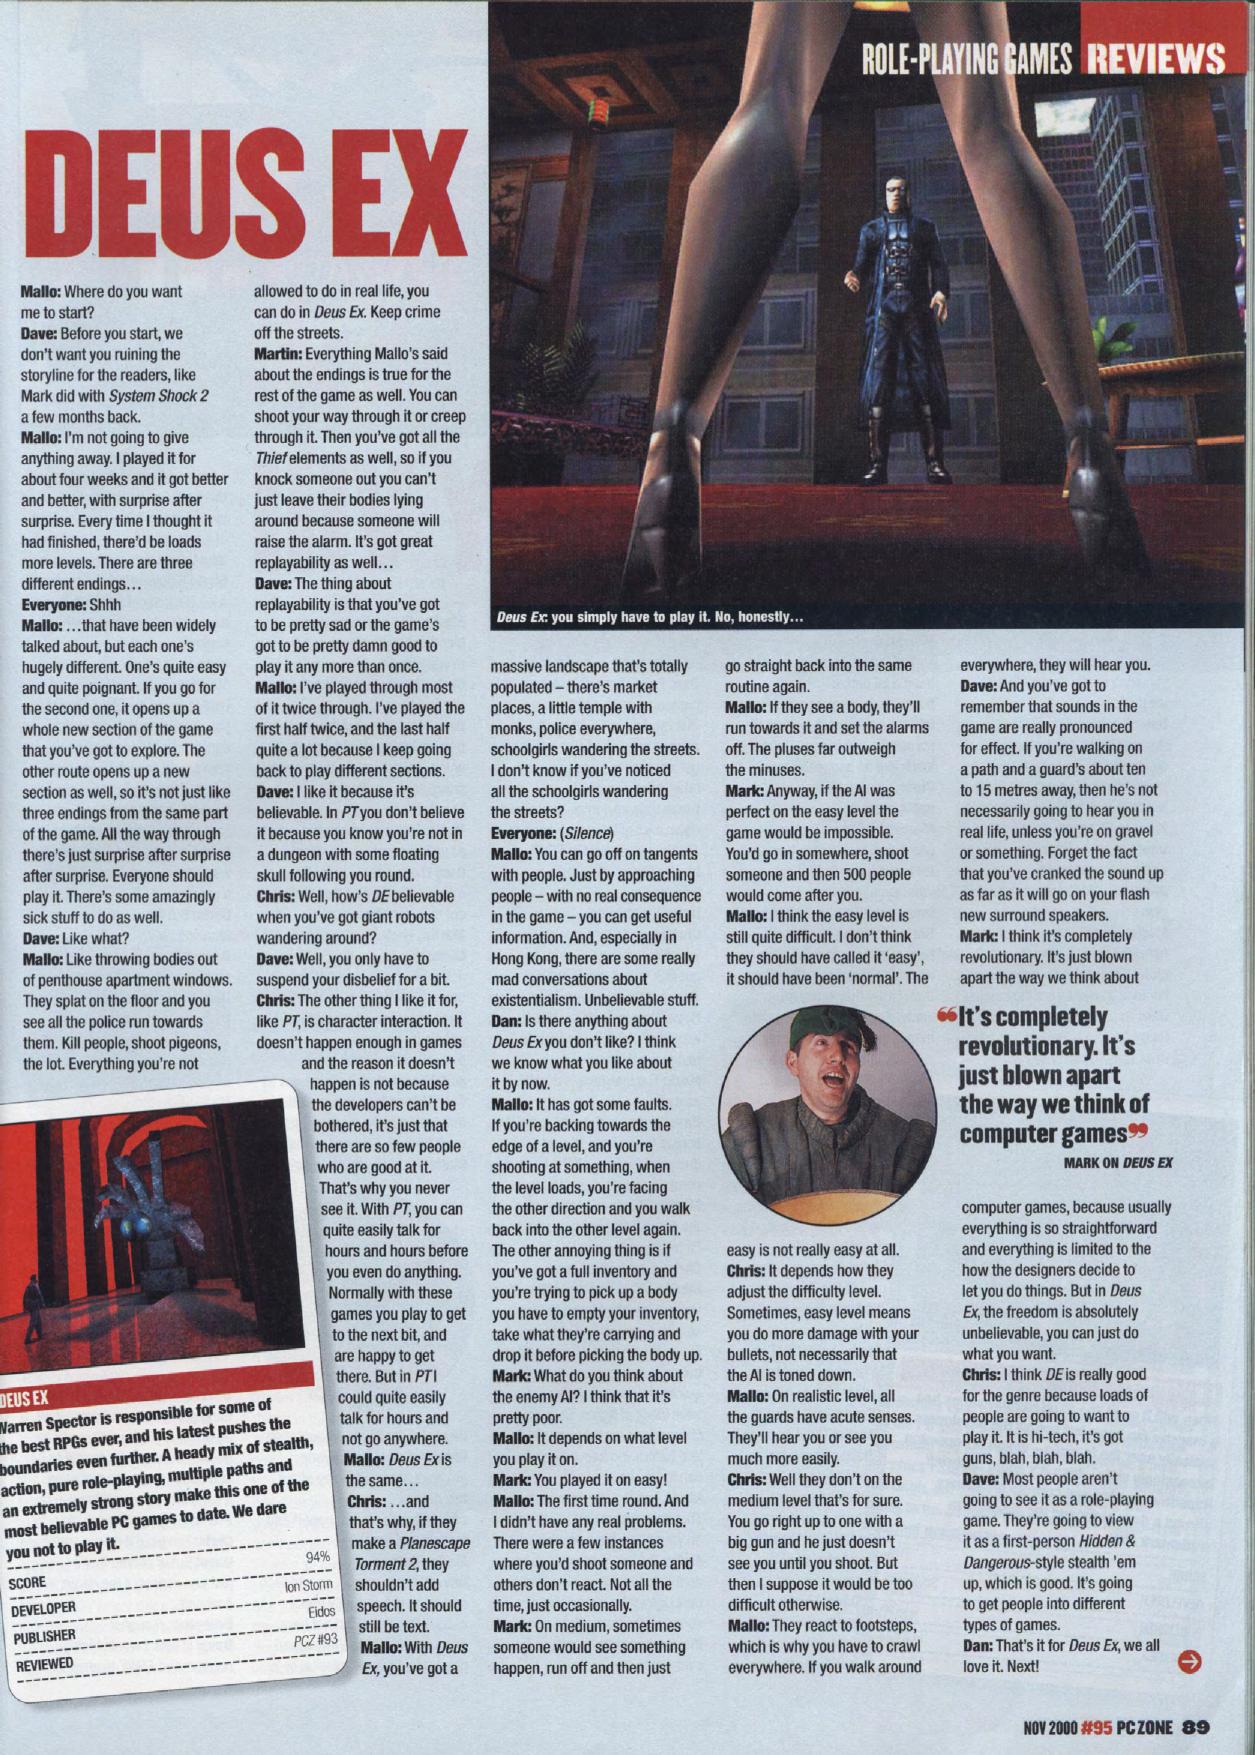 ROLE-PLAYING GAMES REVIEWS
DEUS EX
Mallo: Where do you want
me to start?
Dave: Before you start, we
don't want you ruining the
storyline for the readers, like
Mark did with System Shock 2
a few months back.
Mallo: I'm not going to give
anything away. I played it for
about four weeks and it got better
and better, with surprise after
surprise. Every time I thought it
had finished, there'd be loads
more levels. There are three
different endings...
Everyone: Shhh
Mallo: ...that have been widely
talked about, but each one's
hugely different. One's quite easy
and quite poignant. If you go for
the second one, it opens up a
whole new section of the game
that you've got to explore. The
other route opens up a new
section as well, so it's not just like
three endings from the same part
of the game. All the way through
there's just surprise after surprise
after surprise. Everyone should
play it. There's some amazingly
sick stuff to do as well.
Dave: Like what?
Mallo: Like throwing bodies out
of penthouse apartment windows.
They splat on the floor and you
see all the police run towards
them. Kill people, shoot pigeons,
the lot. Everything you're not
allowed to do in real life, you
can do in Deus Ex. Keep crime
off the streets.
Martin: Everything Mallo's said
about the endings is true for the
rest of the game as well. You can
shoot your way through it or creep
through it. Then you've got all the
Thief elements as well, so if you
knock someone out you can't
just leave their bodies lying
around because someone will
raise the alarm. It's got great
replayability as well...
Dave: The thing about
replayability is that you've got
to be pretty sad or the game's
got to be pretty damn good to
play it any more than once.
Mallo: I've played through most
of it twice through. I've played the
first half twice, and the last half
quite a lot because I keep going
back to play different sections.
Dave: I like it because it's
believable. In PT you don't believe
it because you know you're not in
a dungeon with some floating
skull following you round.
Chris: Well, how's DE believable
when you've got giant robots
wandering around?
Dave: Well, you only have to
suspend your disbelief for a bit.
Chris: The other thing I like it for,
like PT, is character interaction. It
doesn't happen enough in games
and the reason it doesn't
happen is not because
the developers can't be
bothered, it's just that
there are so few people
who are good at it.
That's why you never
see it. With PT, you can
quite easily talk for
hours and hours before
you even do anything.
Normally with these
games you play to get
to the next bit, and
are happy to get
there. But in PT I
could quite easily
talk for hours and
not go anywhere.
Mallo: Deus Ex is
the same...
Chris: ...and
that's why, if they
make a Planescape
Torment 2, they
shouldn't add
speech. It should
still be text.
Mallo: With Deus
Ex, you've got a
DEUS EX
Warren Spector is responsible for some of
the best RPGs ever, and his latest pushes the
boundaries even further. A heady mix of stealth,
action, pure role-playing, multiple paths and
an extremely strong story make this one of the
most believable PC games to date. We dare
you not to play it.
SCORE 94%
DEVELOPER Ion Storm
PUBLISHER Eidos
REVIEWED PCZ #93
Deus Ex: you simply have to play it. No, honestly...
massive landscape that's totally
populated – there's market
places, a little temple with
monks, police everywhere,
schoolgirls wandering the streets.
I don't know if you've noticed
all the schoolgirls wandering
the streets?
Everyone: (Silence)
Mallo: You can go off on tangents
with people. Just by approaching
people – with no real consequence
in the game – you can get useful
information. And, especially in
Hong Kong, there are some really
mad conversations about
existentialism. Unbelievable stuff.
Dan: Is there anything about
Deus Ex you don't like? I think
we know what you like about
it by now.
Mallo: It has got some faults.
If you're backing towards the
edge of a level, and you're
shooting at something, when
the level loads, you're facing
the other direction and you walk
back into the other level again.
The other annoying thing is if
you've got a full inventory and
you're trying to pick up a body
you have to empty your inventory,
take what they're carrying and
drop it before picking the body up.
Mark: What do you think about
the enemy AI? I think that it's
pretty poor.
Mallo: It depends on what level
you play it on.
Mark: You played it on easy!
Mallo: The first time round. And
I didn't have any real problems.
There were a few instances
where you'd shoot someone and
others don't react. Not all the
time, just occasionally.
Mark: On medium, sometimes
someone would see something
happen, run off and then just
go straight back into the same
routine again.
Mallo: If they see a body, they'll
run towards it and set the alarms
off. The pluses far outweigh
the minuses.
Mark: Anyway, if the AI was
perfect on the easy level the
game would be impossible.
You'd go in somewhere, shoot
someone and then 500 people
would come after you.
Mallo: I think the easy level is
still quite difficult. I don't think
they should have called it 'easy',
it should have been 'normal'. The
easy is not really easy at all.
Chris: It depends how they
adjust the difficulty level.
Sometimes, easy level means
you do more damage with your
bullets, not necessarily that
the AI is toned down.
Mallo: On realistic level, all
the guards have acute senses.
They'll hear you or see you
much more easily.
Chris: Well they don't on the
medium level that's for sure.
You go right up to one with a
big gun and he just doesn't
see you until you shoot. But
then I suppose it would be too
difficult otherwise.
Mallo: They react to footsteps,
which is why you have to crawl
everywhere. If you walk around
everywhere, they will hear you.
Dave: And you've got to
remember that sounds in the
game are really pronounced
for effect. If you're walking on
a path and a guard's about ten
to 15 metres away, then he's not
necessarily going to hear you in
real life, unless you're on gravel
or something. Forget the fact
that you've cranked the sound up
as far as it will go on your flash
new surround speakers.
Mark: I think it's completely
revolutionary. It's just blown
apart the way we think about
“It's completely
revolutionary. It's
just blown apart
the way we think of
computer games”
MARK ON DEUS EX
computer games, because usually
everything is so straightforward
and everything is limited to the
how the designers decide to
let you do things. But in Deus
Ex, the freedom is absolutely
unbelievable, you can just do
what you want.
Chris: I think DE is really good
for the genre because loads of
people are going to want to
play it. It is hi-tech, it's got
guns, blah, blah, blah.
Dave: Most people aren't
going to see it as a role-playing
game. They're going to view
it as a first-person Hidden &
Dangerous-style stealth 'em
up, which is good. It's going
to get people into different
types of games.
Dan: That's it for Deus Ex, we all
love it. Next!
NOV 2000 #95 PC ZONE 89